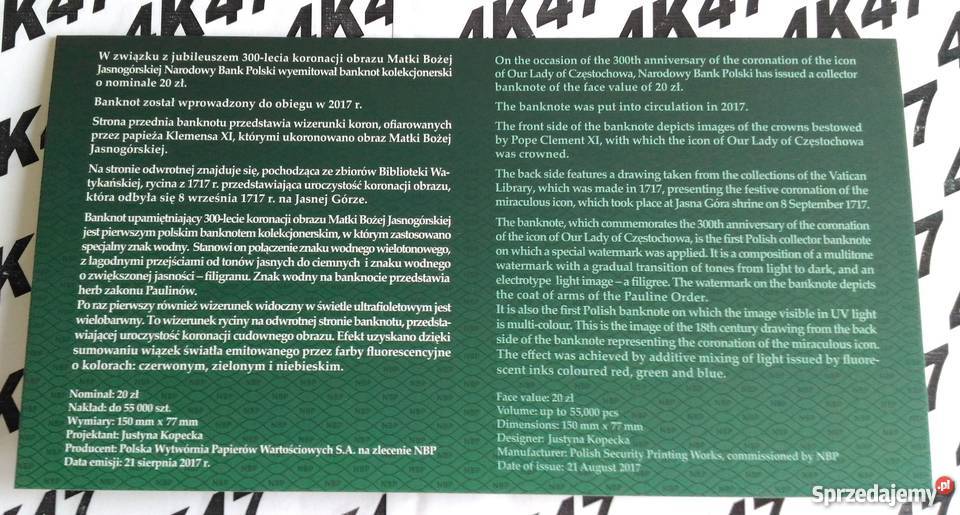 W związku z jubileuszem 300-lecia koronacji obrazu Matki Bożej
Jasnogórskiej Narodowy Bank Polski wyemitował banknot kolekcjonerski
o nominale 20 zł.
Banknot został wprowadzony do obiegu w 2017 r.
Strona przednia banknotu przedstawia wizerunki koron, ofiarowanych
przez papieża Klemensa XI, którymi ukoronowano obraz Matki Bożej
Jasnogórskiej.
Na stronie odwrotnej znajduje się, pochodząca ze zbiorów Biblioteki Wa-
tykańskiej, rycina z 1717 r. przedstawiająca uroczystość koronacji obrazu,
która odbyła się 8 września 1717 r. na Jasnej Górze.
Banknot upamiętniający 300-lecie koronacji obrazu Matki Bożej Jasnogórskiej
jest pierwszym polskim banknotem kolekcjonerskim, w którym zastosowano
specjalny znak wodny. Stanowi on połączenie znaku wodnego wielotonowego,
z łagodnymi przejściami od tonów jasnych do ciemnych i znaku wodnego
o zwiększonej jasności – filigranu. Znak wodny na banknocie przedstawia
herb zakonu Paulinów.
Po raz pierwszy również wizerunek widoczny w świetle ultrafioletowym jest
wielobarwny. To wizerunek ryciny na odwrotnej stronie banknotu, przedsta-
wiającej uroczystość koronacji cudownego obrazu. Efekt uzyskano dzięki
sumowaniu wiązek światła emitowanego przez farby fluorescencyjne
o kolorach: czerwonym, zielonym i niebieskim.
Nominał: 20 zł
Nakład: do 55 000 szt.
Wymiary: 150 mm x 77 mm
Projektant: Justyna Kopecka
Producent: Polska Wytwórnia Papierów Wartościowych S.A. na zlecenie NBP
Data emisji: 21 sierpnia 2017 r.
On the occasion of the 300th anniversary of the coronation of the icon
of Our Lady of Częstochowa, Narodowy Bank Polski has issued a collector
banknote of the face value of 20 zł.
The banknote was put into circulation in 2017.
The front side of the banknote depicts images of the crowns bestowed
by Pope Clement XI, with which the icon of Our Lady of Częstochowa
was crowned.
The back side features a drawing taken from the collections of the Vatican
Library, which was made in 1717, presenting the festive coronation of the
miraculous icon, which took place at Jasna Góra shrine on 8 September 1717.
The banknote, which commemorates the 300th anniversary of the coronation
of the icon of Our Lady of Częstochowa, is the first Polish collector banknote
on which a special watermark was applied. It is a composition of a multitone
watermark with a gradual transition of tones from light to dark, and an
electrotype light image – a filigree. The watermark on the banknote depicts
the coat of arms of the Pauline Order.
It is also the first Polish banknote on which the image visible in UV light
is multi-colour. This is the image of the 18th century drawing from the back
side of the banknote representing the coronation of the miraculous icon.
The effect was achieved by additive mixing of light issued by fluore-
scent inks coloured red, green and blue.
Face value: 20 zł
Volume: up to 55,000 pcs
Dimensions: 150 mm x 77 mm
Designer: Justyna Kopecka
Manufacturer: Polish Security Printing Works, commissioned by NBP
Date of issue: 21 August 2017
Sprzedajemy.pl